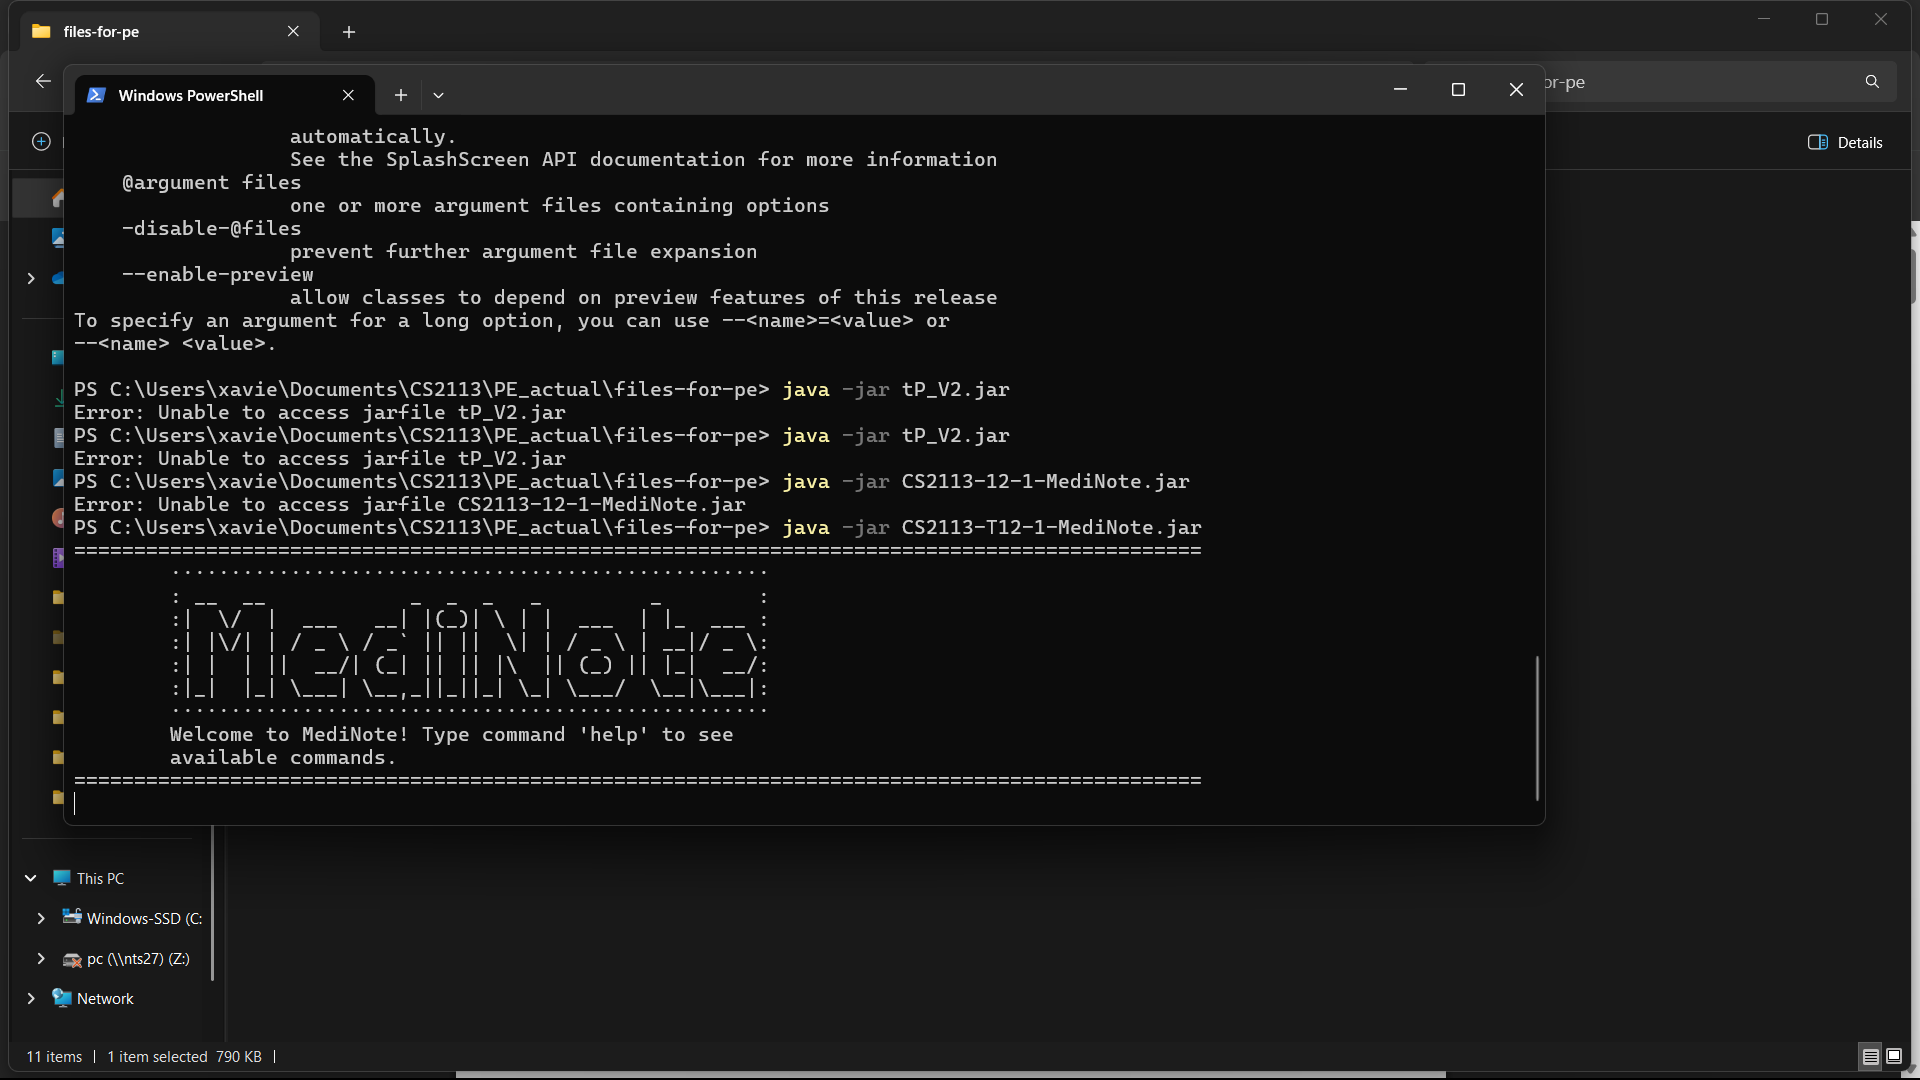 files-for-pe
or-pe
Windows PowerShell
Details
automatically.
See the SplashScreen API documentation for more information
@argument files
one or more argument files containing options
-disable-@files
prevent further argument file expansion
--enable-preview
allow classes to depend on preview features of this release
To specify an argument for a long option, you can use --<name>=<value> or
--<name> <value>.
PS C:\Users\xavie\Documents\CS2113\PE_actual\files-for-pe> java -jar tP_V2.jar
Error: Unable to access jarfile tP_V2.jar
PS C:\Users\xavie\Documents\CS2113\PE_actual\files-for-pe> java -jar tP_V2.jar
Error: Unable to access jarfile tP_V2.jar
PS C:\Users\xavie\Documents\CS2113\PE_actual\files-for-pe> java -jar CS2113-12-1-MediNote.jar
Error: Unable to access jarfile CS2113-12-1-MediNote.jar
PS C:\Users\xavie\Documents\CS2113\PE_actual\files-for-pe> java -jar CS2113-T12-1-MediNote.jar
MediNote
Welcome to MediNote! Type command 'help' to see
available commands.
This PC
Windows-SSD (C:
pc (\\nts27) (Z:)
Network
11 items | 1 item selected 790 KB |